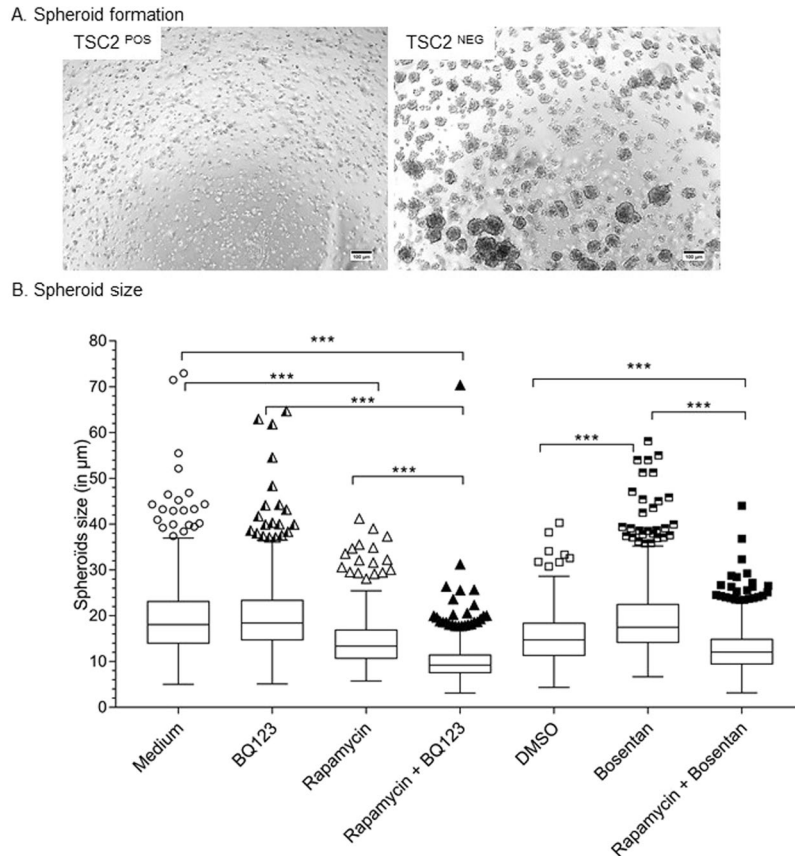 A. Spheroid formation
TSC2 POS
TSC2 NEG
100 µm
100 µm
B. Spheroid size
80
70
60
50
40
30
20
10
0
Spheroïds size (in µm)
***
***
***
***
***
***
***
Medium
BQ123
Rapamycin
Rapamycin + BQ123
DMSO
Bosentan
Rapamycin + Bosentan